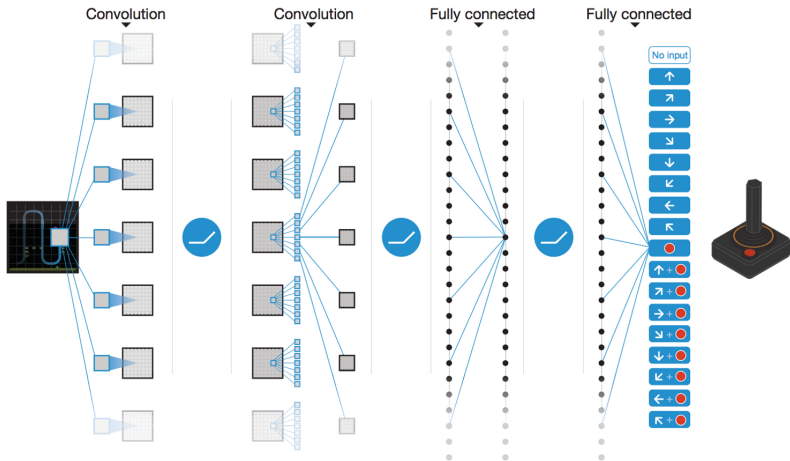 Convolution
Convolution
Fully connected
Fully connected
No input
+
+
+
+
+
+
+
+